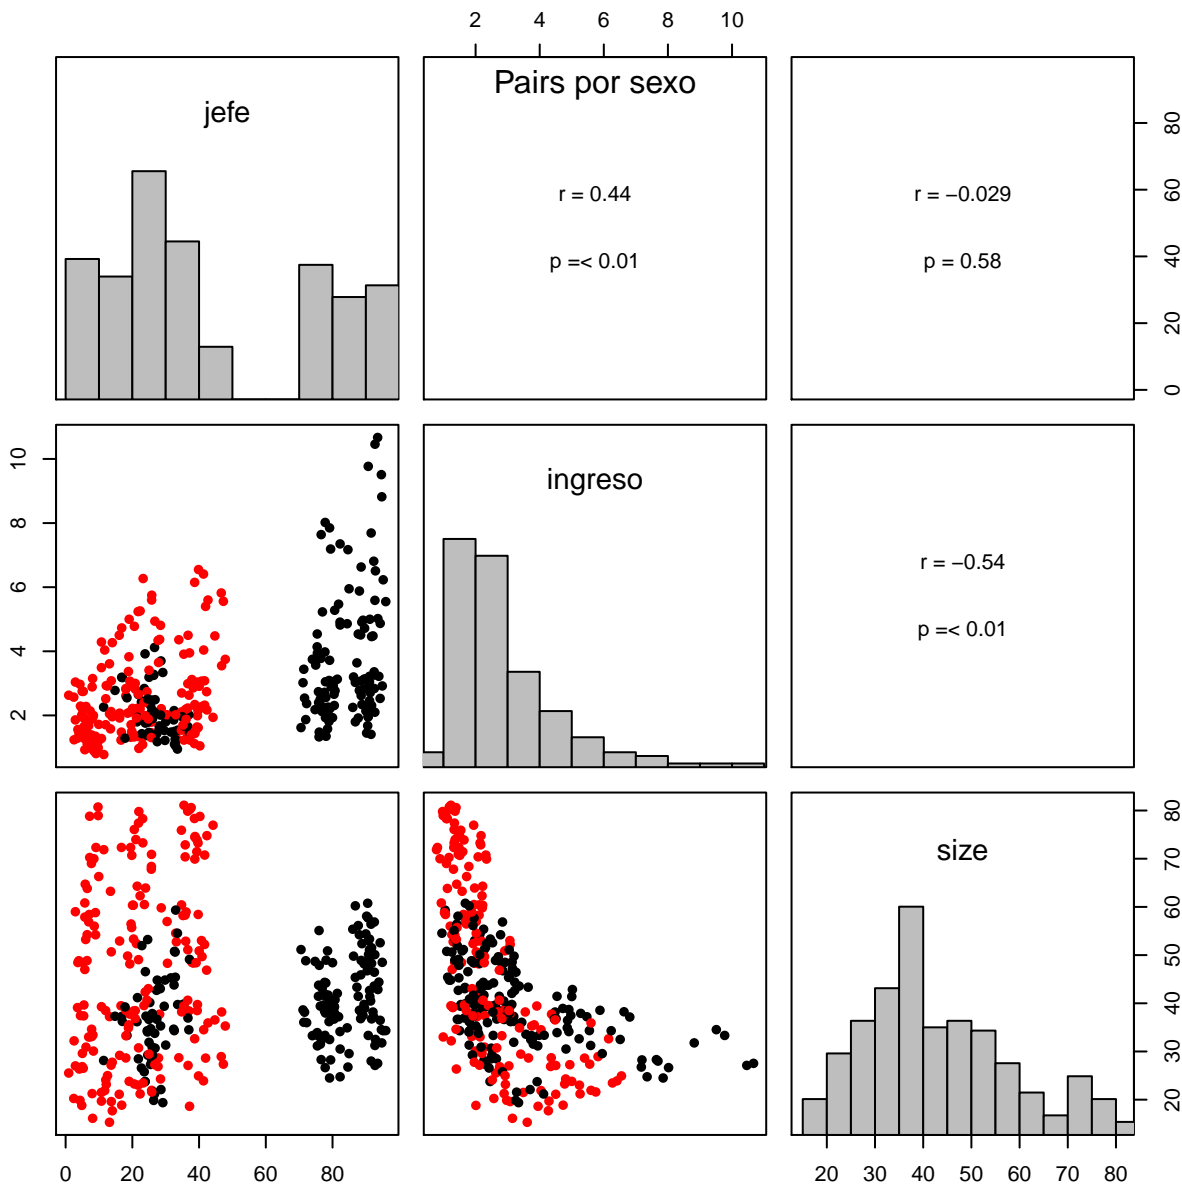 2 4 6 8 10
Pairs por sexo
jefe
r = 0.44
p =< 0.01
r = −0.029
p = 0.58
80
60
40
20
0
10
8
6
4
2
ingreso
r = −0.54
p =< 0.01
size
80
70
60
50
40
30
20
0 20 40 60 80
20 30 40 50 60 70 80